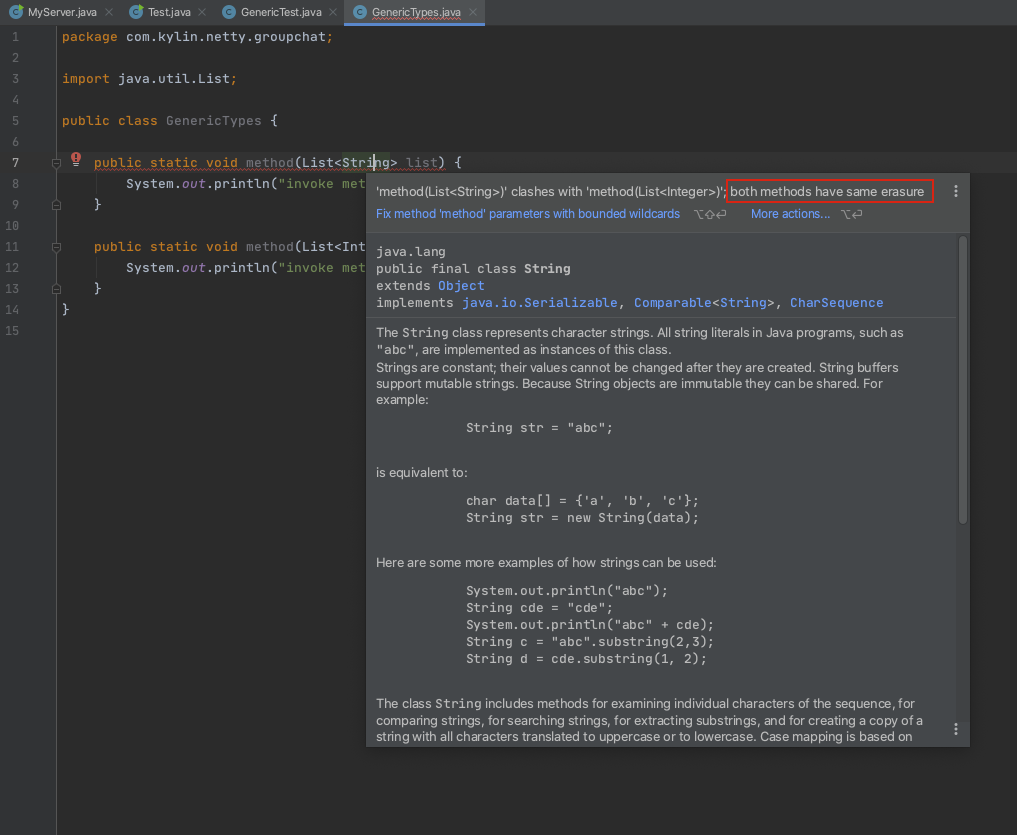 MyServer.java Test.java GenericTest.java GenericTypes.java
1 package com.kylin.netty.groupchat;
2
3 import java.util.List;
4
5 public class GenericTypes {
6
7 public static void method(List<String> list) {
8 System.out.println("invoke met
9 }
10
11 public static void method(List<Int
12 System.out.println("invoke met
13 }
14 }
15
'method(List<String>)' clashes with 'method(List<Integer>)'; both methods have same erasure
Fix method 'method' parameters with bounded wildcards ⌥⇧⏎ More actions... ⌥⏎
java.lang
public final class String
extends Object
implements java.io.Serializable, Comparable<String>, CharSequence
The String class represents character strings. All string literals in Java programs, such as
"abc", are implemented as instances of this class.
Strings are constant; their values cannot be changed after they are created. String buffers
support mutable strings. Because String objects are immutable they can be shared. For
example:
String str = "abc";
is equivalent to:
char data[] = {'a', 'b', 'c'};
String str = new String(data);
Here are some more examples of how strings can be used:
System.out.println("abc");
String cde = "cde";
System.out.println("abc" + cde);
String c = "abc".substring(2,3);
String d = cde.substring(1, 2);
The class String includes methods for examining individual characters of the sequence, for
comparing strings, for searching strings, for extracting substrings, and for creating a copy of a
string with all characters translated to uppercase or to lowercase. Case mapping is based on